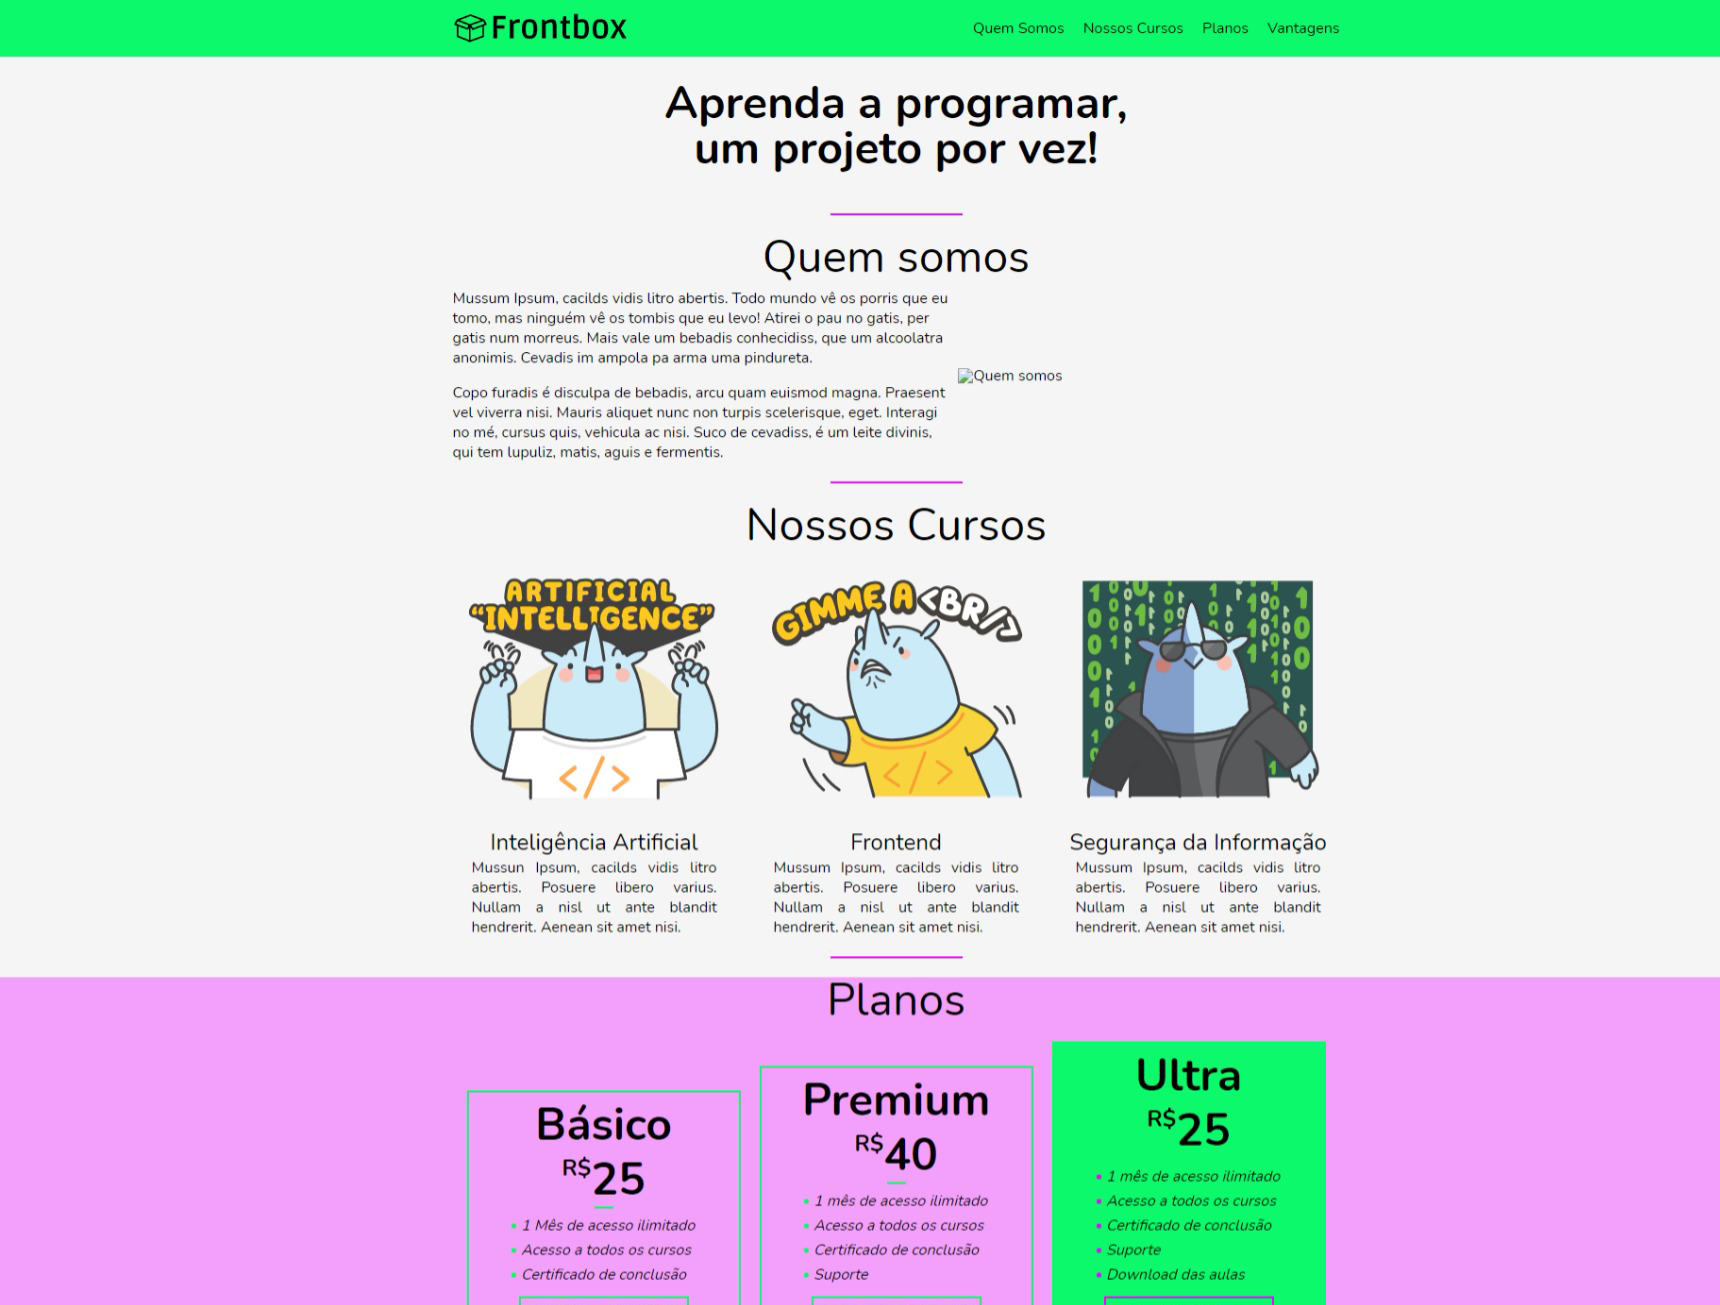 Frontbox
Quem Somos Nossos Cursos Planos Vantagens
Aprenda a programar,
um projeto por vez!
Quem somos
Mussum Ipsum, cacilds vidis litro abertis. Todo mundo vê os porris que eu
tomo, mas ninguém vê os tombis que eu levo! Atirei o pau no gatis, per
gatis num morreus. Mais vale um bebadis conhecidiss, que um alcoolatra
anonimis. Cevadis im ampola pa arma uma pindureta.
Copo furadis é disculpa de bebadis, arcu quam euismod magna. Praesent
vel viverra nisi. Mauris aliquet nunc non turpis scelerisque, eget. Interagi
no mé, cursus quis, vehicula ac nisi. Suco de cevadiss, é um leite divinis,
qui tem lupuliz, matis, aguis e fermentis.
Quem somos
Nossos Cursos
ARTIFICIAL
“INTELLIGENCE”
</>
Inteligência Artificial
Mussun Ipsum, cacilds vidis litro
abertis. Posuere libero varius.
Nullam a nisl ut ante blandit
hendrerit. Aenean sit amet nisi.
GIMME A <BR/>
</>
Frontend
Mussum Ipsum, cacilds vidis litro
abertis. Posuere libero varius.
Nullam a nisl ut ante blandit
hendrerit. Aenean sit amet nisi.
Segurança da Informação
Mussum Ipsum, cacilds vidis litro
abertis. Posuere libero varius.
Nullam a nisl ut ante blandit
hendrerit. Aenean sit amet nisi.
Planos
Básico
R$25
1 Mês de acesso ilimitado
Acesso a todos os cursos
Certificado de conclusão
Premium
R$40
1 mês de acesso ilimitado
Acesso a todos os cursos
Certificado de conclusão
Suporte
Ultra
R$25
1 mês de acesso ilimitado
Acesso a todos os cursos
Certificado de conclusão
Suporte
Download das aulas